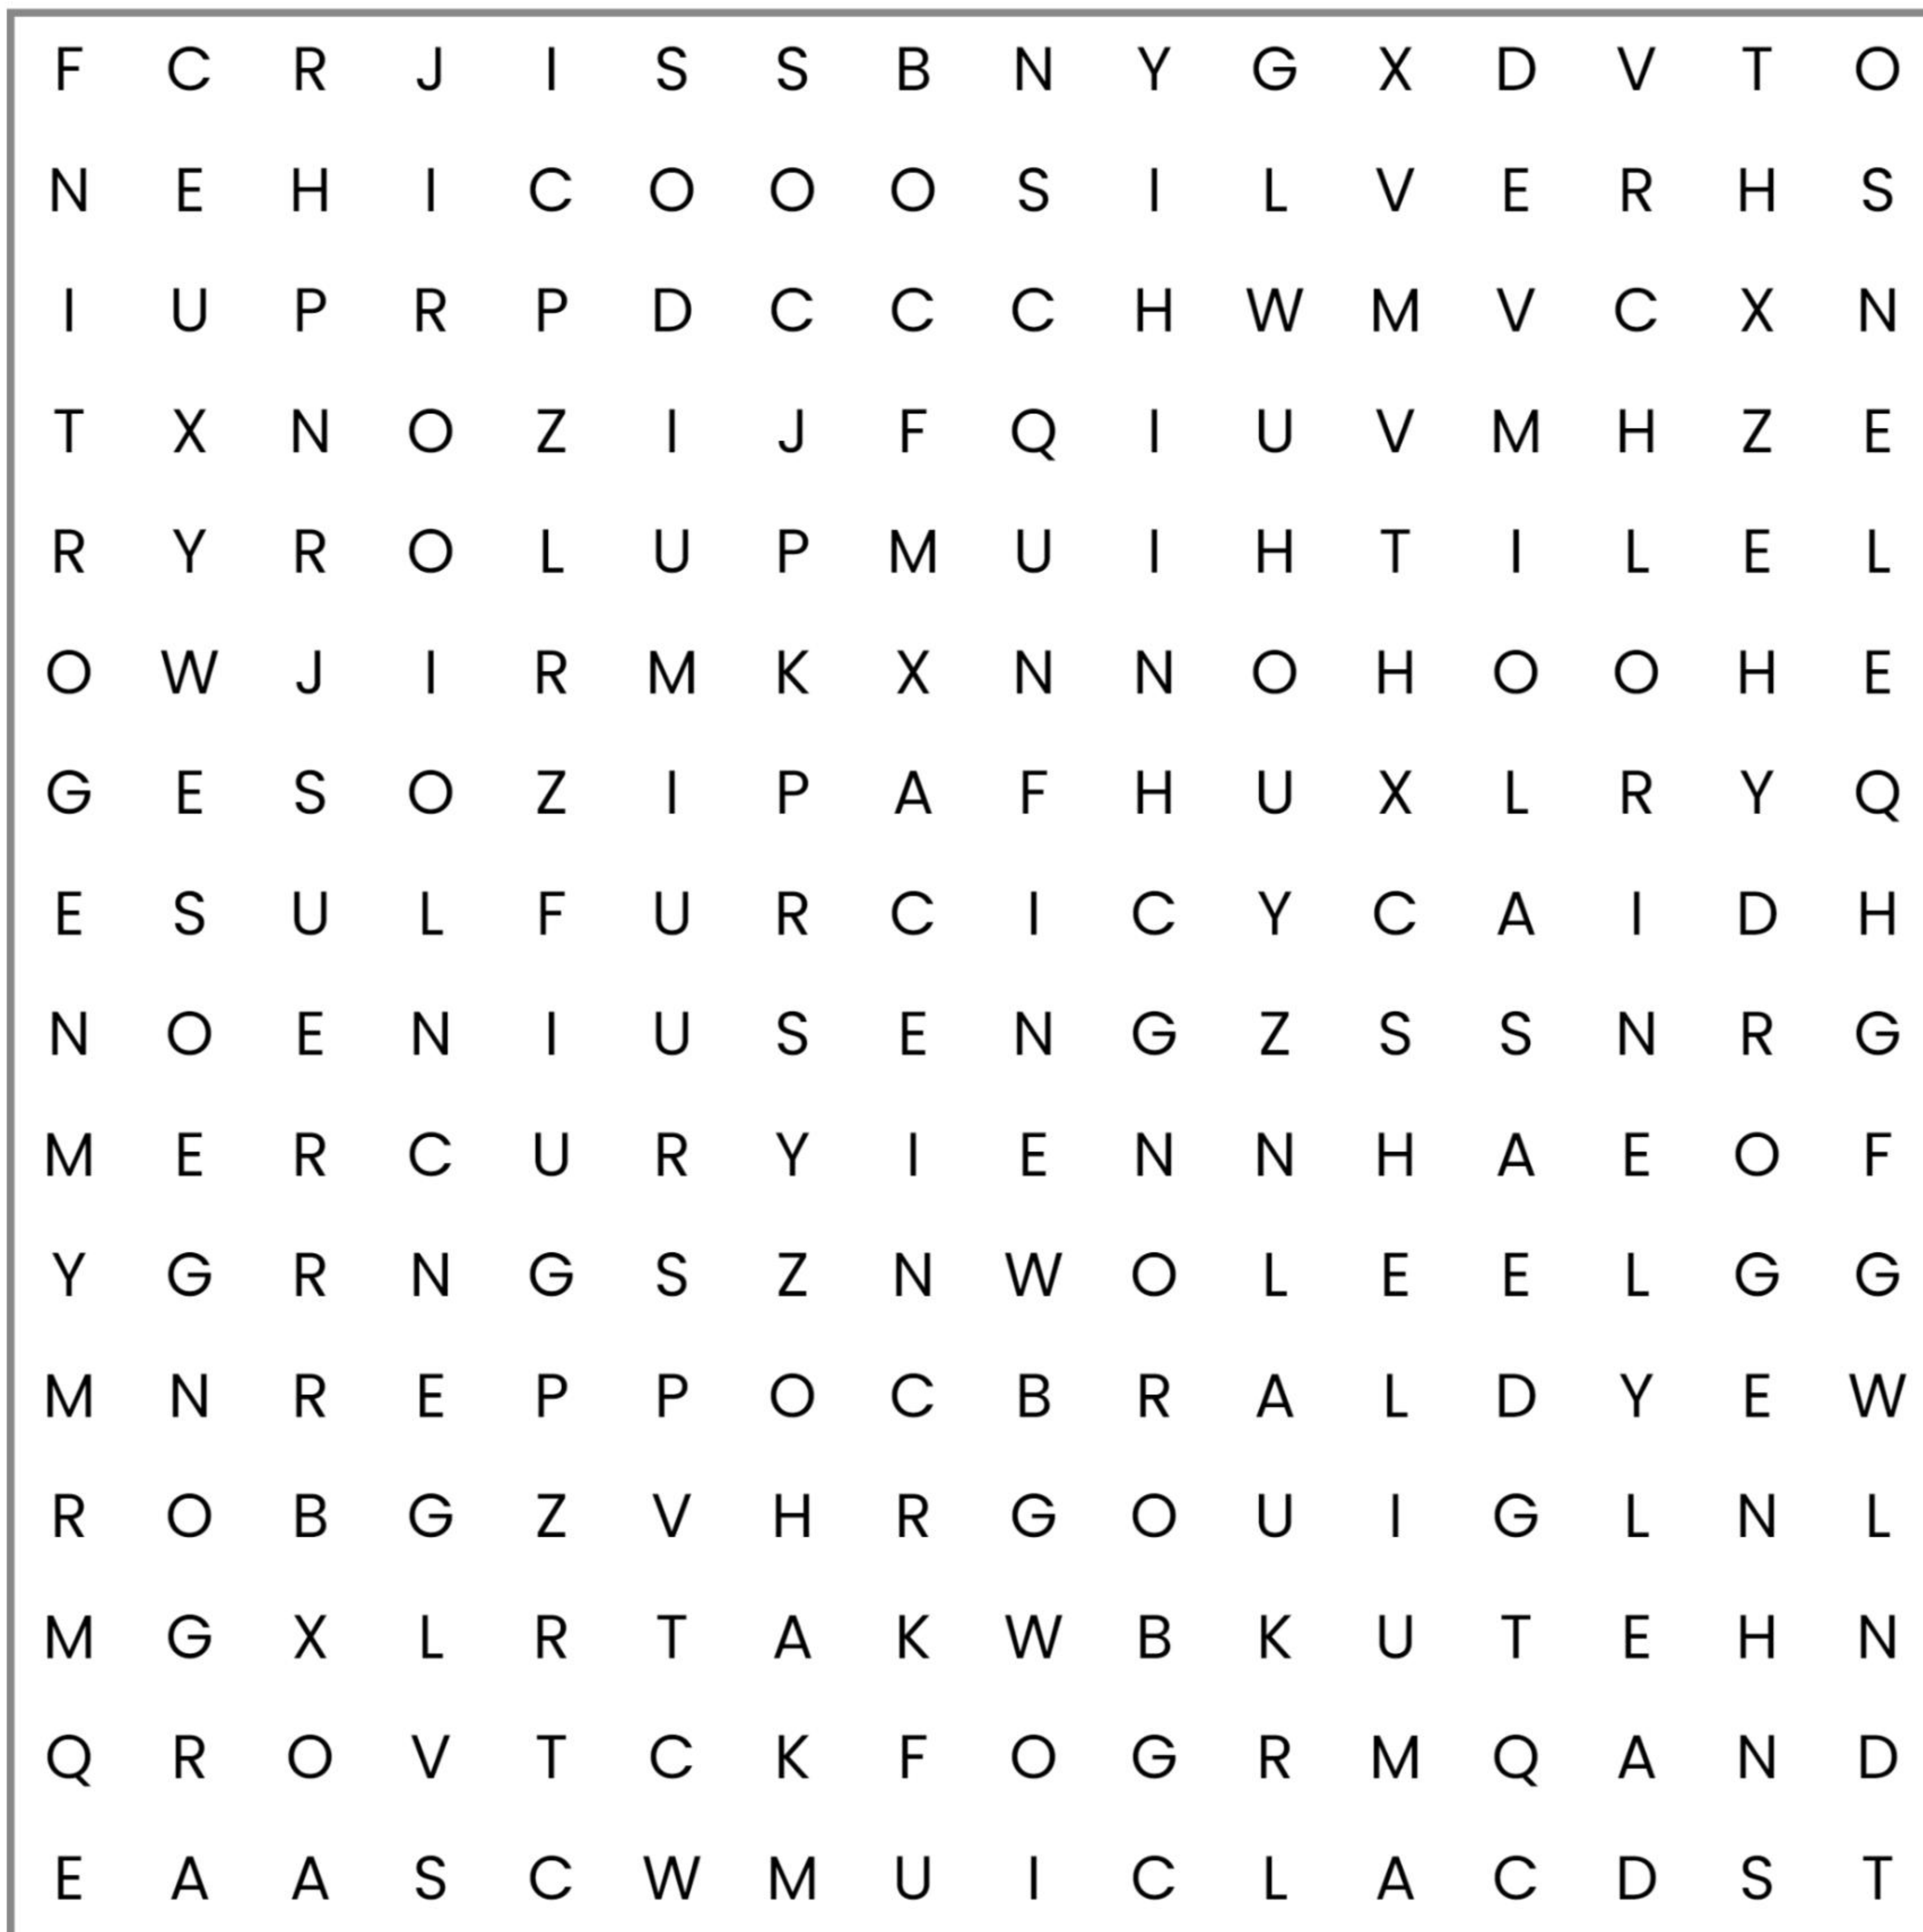 F C R J I S S B N Y G X D V T O
N E H I C O O O S I L V E R H S
I U P R P D C C C H W M V C X N
T X N O Z I J F Q I U V M H Z E
R Y R O L U P M U I H T I L E L
O W J I R M K X N N O H O O H E
G E S O Z I P A F H U X L R Y Q
E S U L F U R C I C Y C A I D H
N O E N I U S E N G Z S S N R G
M E R C U R Y I E N N H A E O F
Y G R N G S Z N W O L E E L G G
M N R E P P O C B R A L D Y E W
R O B G Z V H R G O U I G L N L
M G X L R T A K W B K U T E H N
Q R O V T C K F O G R M Q A N D
E A A S C W M U I C L A C D S T